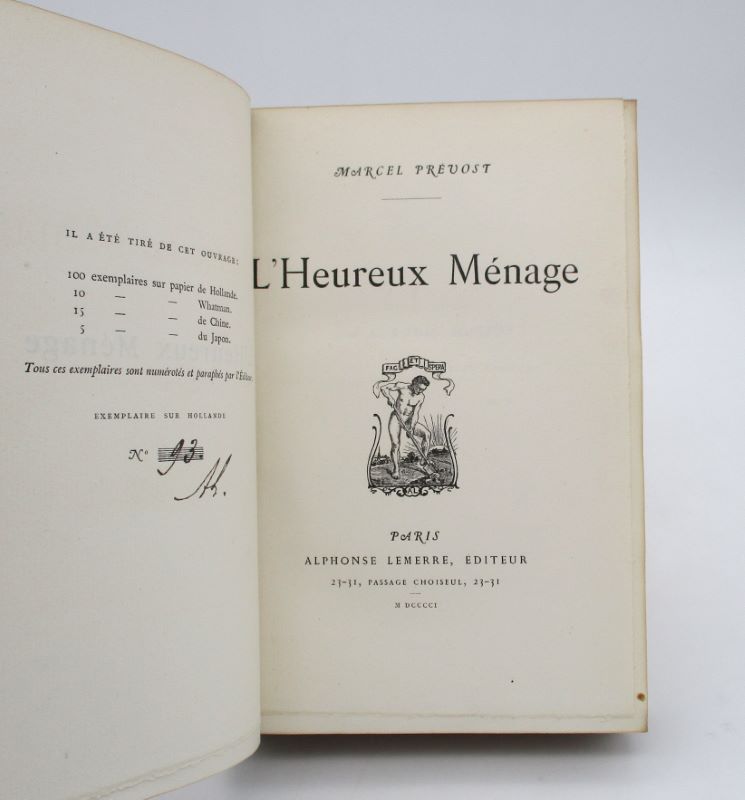 IL A ÉTÉ TIRÉ DE CET OUVRAGE:
100 exemplaires sur papier de Hollande.
10 — — Whatman.
15 — — de Chine.
5 — — du Japon.
Tous ces exemplaires sont numérotés et paraphés par l'Éditeur.
EXEMPLAIRE SUR HOLLANDE
N° 93.
AL.
MARCEL PRÉVOST
L'Heureux Ménage
FAC ET SPERA
AL
PARIS
ALPHONSE LEMERRE, ÉDITEUR
23-31, PASSAGE CHOISEUL, 23-31
M DCCCCI